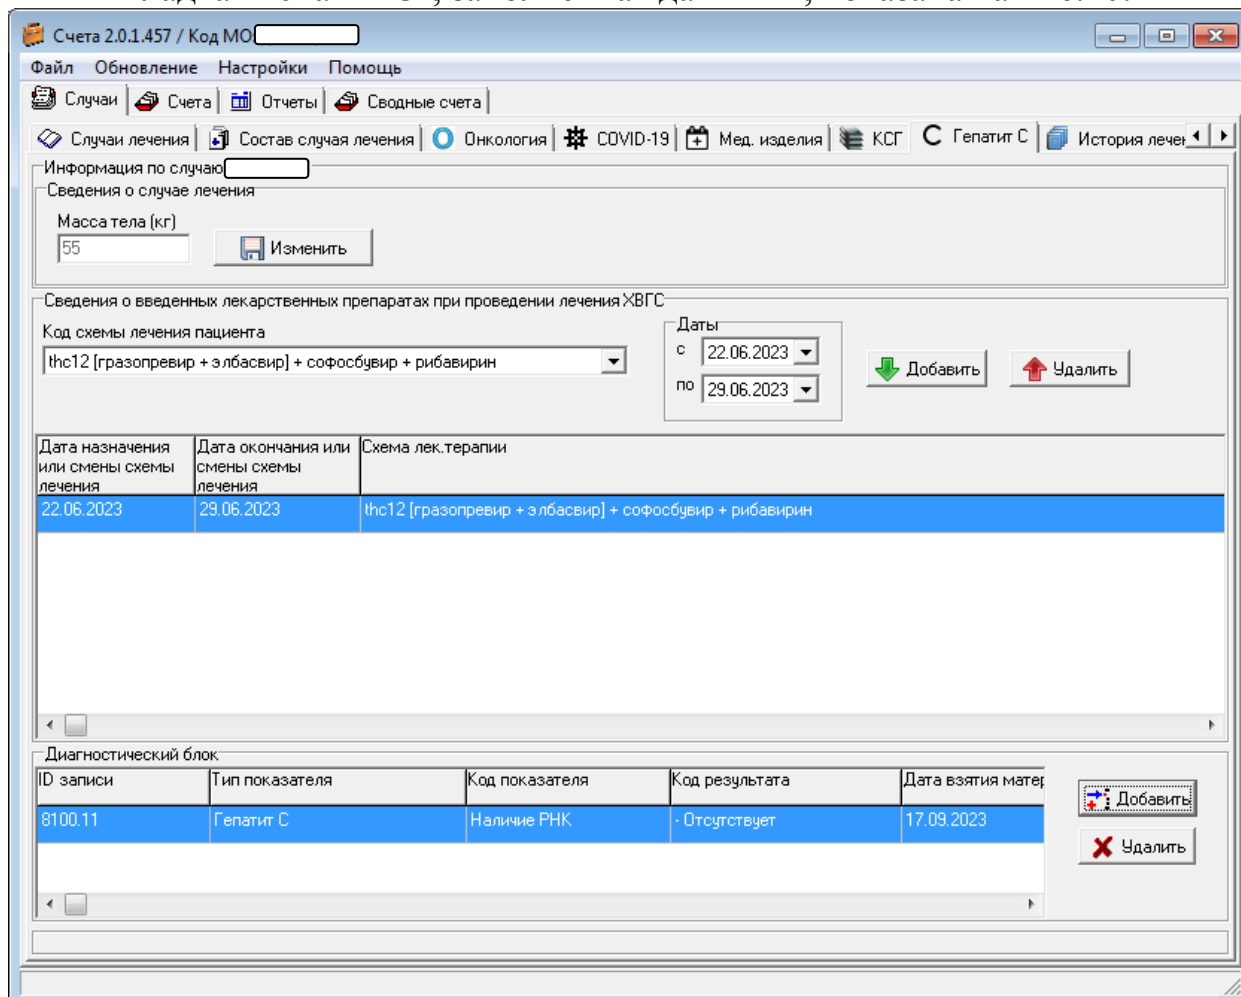 Счета 2.0.1.457 / Код МО:
Файл Обновление Настройки Помощь
Случаи Счета Отчеты Сводные счета
Случаи лечения Состав случая лечения Онкология COVID-19 Мед. изделия КСГ Гепатит С История лечен
Информация по случаю
Сведения о случае лечения
Масса тела (кг)
55 Изменить
Сведения о введенных лекарственных препаратах при проведении лечения ХВГС
Код схемы лечения пациента
thc12 [гразопревир + элбасвир] + софосбувир + рибавирин
Даты
с 22.06.2023
по 29.06.2023
Добавить Удалить
Дата назначения или смены схемы лечения
Дата окончания или смены схемы лечения
Схема лек.терапии
22.06.2023 29.06.2023 thc12 [гразопревир + элбасвир] + софосбувир + рибавирин
Диагностический блок
ID записи Тип показателя Код показателя Код результата Дата взятия матер
8100.11 Гепатит С Наличие РНК - Отсутствует 17.09.2023
Добавить
Удалить